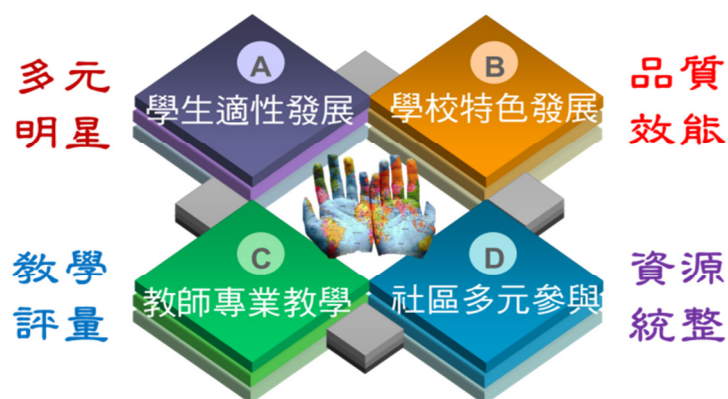 多元
明星
A
學生適性發展
B
學校特色發展
品質
效能
教學
評量
C
教師專業教學
D
社區多元參與
資源
統整